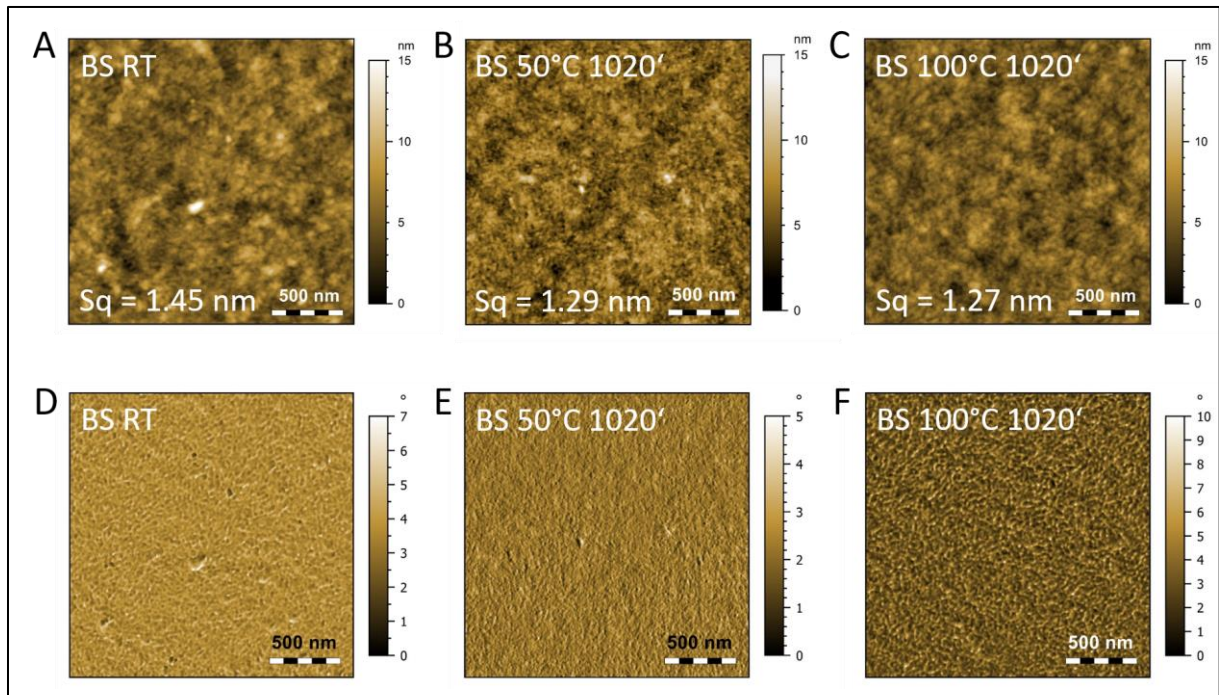 A
BS RT
Sq = 1.45 nm
500 nm
nm
15
10
5
0
B
BS 50°C 1020‘
Sq = 1.29 nm
500 nm
nm
15
10
5
0
C
BS 100°C 1020‘
Sq = 1.27 nm
500 nm
nm
15
10
5
0
D
BS RT
500 nm
°
7
6
5
4
3
2
1
0
E
BS 50°C 1020‘
500 nm
°
5
4
3
2
1
0
F
BS 100°C 1020‘
500 nm
°
10
9
8
7
6
5
4
3
2
1
0